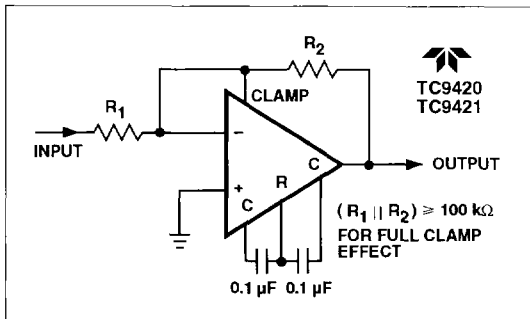 R2
TC9420
TC9421
R1
CLAMP
INPUT
−
+
C
R
C
OUTPUT
(R1 || R2) ≥ 100 kΩ
FOR FULL CLAMP
EFFECT
0.1 µF 0.1 µF